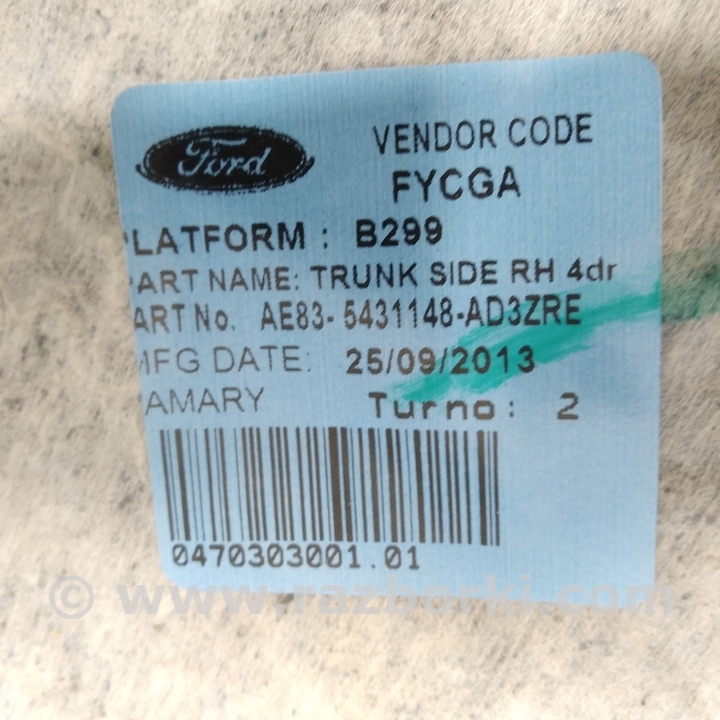 Ford
VENDOR CODE
FYCGA
PLATFORM : B299
PART NAME: TRUNK SIDE RH 4dr
PART No. AE83-5431148-AD3ZRE
MFG DATE: 25/09/2013
AMARY Turno: 2
0470303001.01
© www.razborki.com